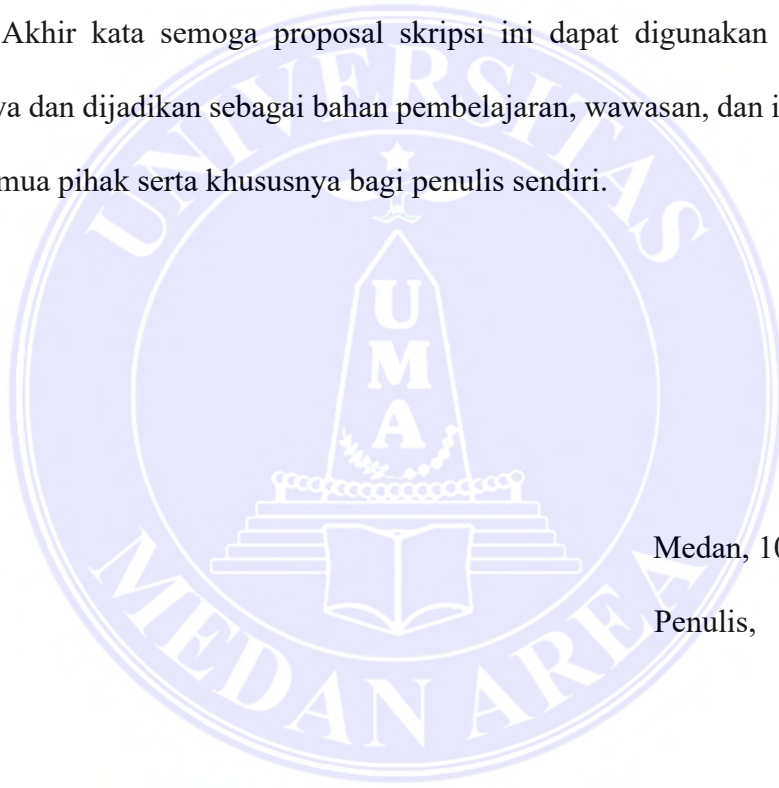 Akhir kata semoga proposal skripsi ini dapat digunakan
dan dijadikan sebagai bahan pembelajaran, wawasan, dan
pihak serta khususnya bagi penulis sendiri.
UNIVERSITAS
UMA
MEDAN AREA
Medan, 10
Penulis,